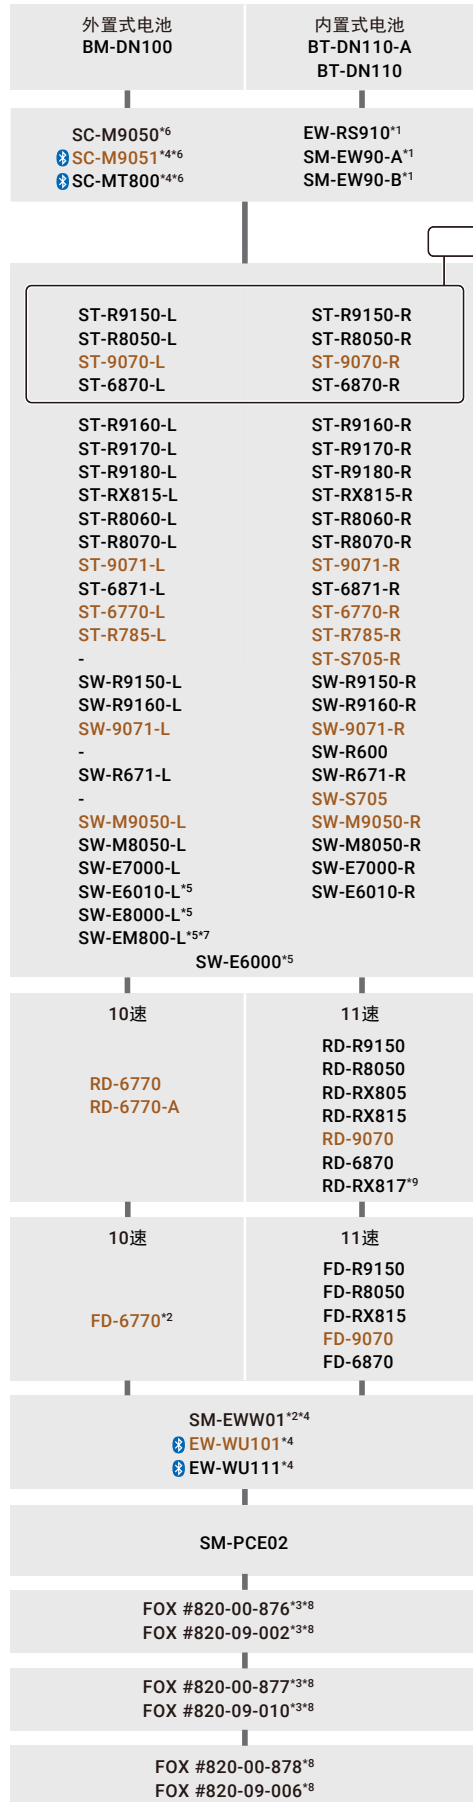 外置式电池
BM-DN100
内置式电池
BT-DN110-A
BT-DN110
SC-M9050*6
SC-M9051*4*6
SC-MT800*4*6
EW-RS910*1
SM-EW90-A*1
SM-EW90-B*1
ST-R9150-L ST-R9150-R
ST-R8050-L ST-R8050-R
ST-9070-L ST-9070-R
ST-6870-L ST-6870-R
ST-R9160-L ST-R9160-R
ST-R9170-L ST-R9170-R
ST-R9180-L ST-R9180-R
ST-RX815-L ST-RX815-R
ST-R8060-L ST-R8060-R
ST-R8070-L ST-R8070-R
ST-9071-L ST-9071-R
ST-6871-L ST-6871-R
ST-6770-L ST-6770-R
ST-R785-L ST-R785-R
- ST-S705-R
SW-R9150-L SW-R9150-R
SW-R9160-L SW-R9160-R
SW-9071-L SW-9071-R
- SW-R600
SW-R671-L SW-R671-R
- SW-S705
SW-M9050-L SW-M9050-R
SW-M8050-L SW-M8050-R
SW-E7000-L SW-E7000-R
SW-E6010-L*5 SW-E6010-R
SW-E8000-L*5
SW-EM800-L*5*7
SW-E6000*5
10速
RD-6770
RD-6770-A
11速
RD-R9150
RD-R8050
RD-RX805
RD-RX815
RD-9070
RD-6870
RD-RX817*9
10速
FD-6770*2
11速
FD-R9150
FD-R8050
FD-RX815
FD-9070
FD-6870
SM-EWW01*2*4
EW-WU101*4
EW-WU111*4
SM-PCE02
FOX #820-00-876*3*8
FOX #820-09-002*3*8
FOX #820-00-877*3*8
FOX #820-09-010*3*8
FOX #820-00-878*8
FOX #820-09-006*8